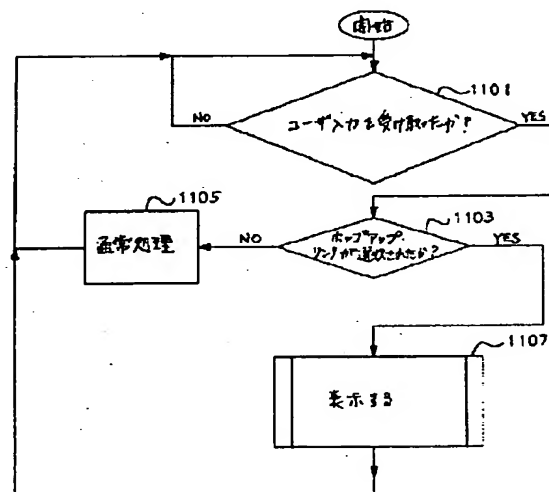 開始
1101
ユーザ入力を受け取ったか?
NO
YES
1105
通常処理
1103
ポップアップ・
リンクが選択されたか?
NO
YES
1107
表示する